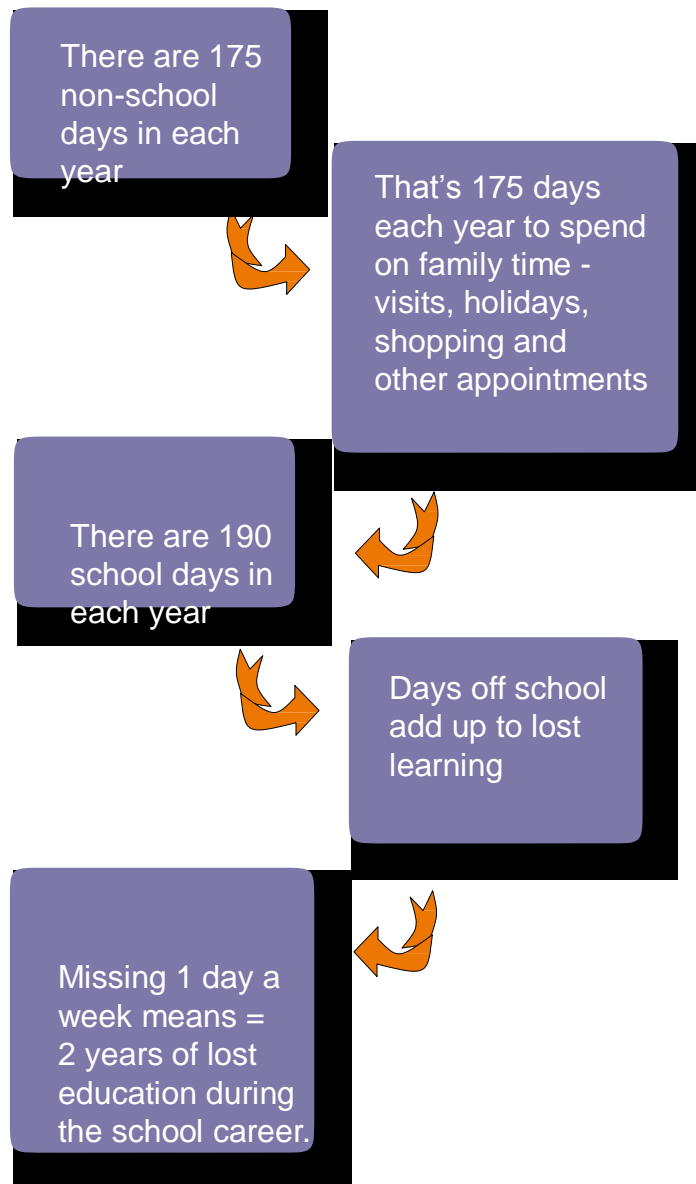 There are 175
non-school
days in each
year
That’s 175 days
each year to spend
on family time -
visits, holidays,
shopping and
other appointments
There are 190
school days in
each year
Days off school
add up to lost
learning
Missing 1 day a
week means =
2 years of lost
education during
the school career.